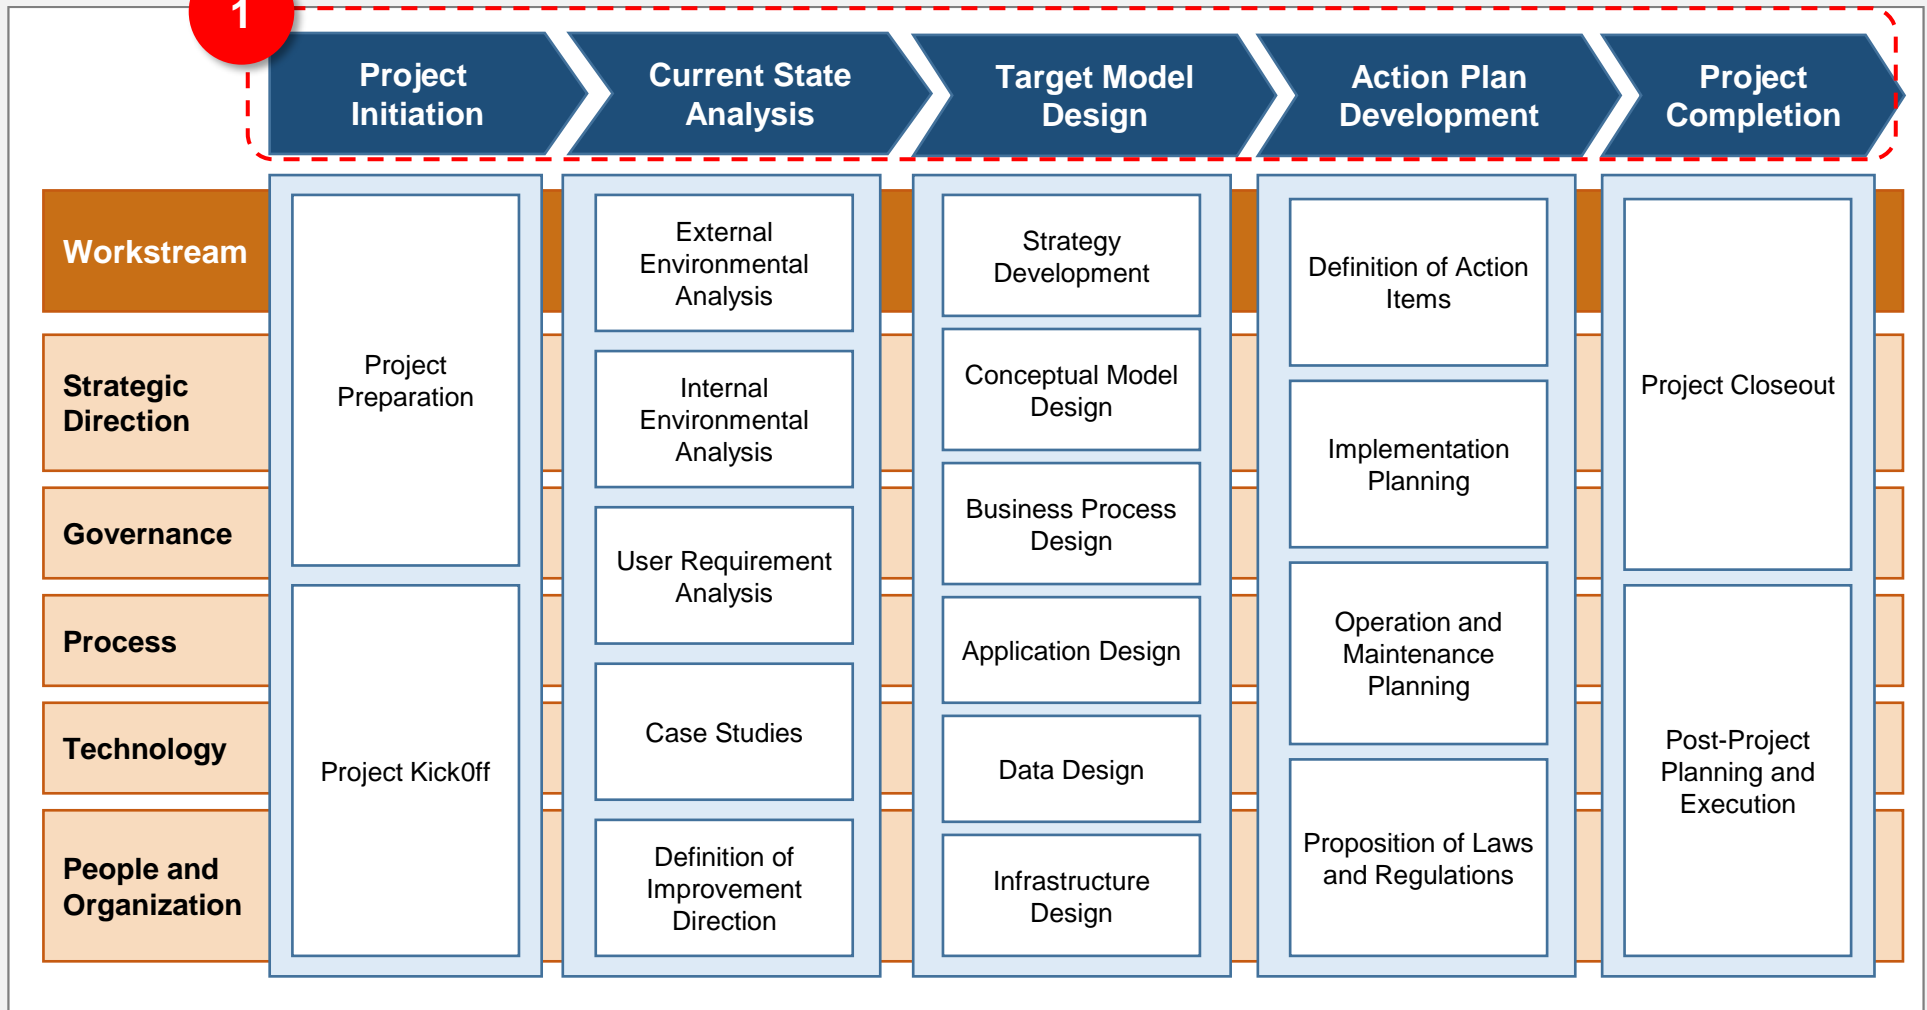 1
Project
Initiation
Current State
Analysis
Target Model
Design
Action Plan
Development
Project
Completion
Workstream
Strategic
Direction
Governance
Process
Technology
People and
Organization
Project
Preparation
Project Kick0ff
External
Environmental
Analysis
Internal
Environmental
Analysis
User Requirement
Analysis
Case Studies
Definition of
Improvement
Direction
Strategy
Development
Conceptual Model
Design
Business Process
Design
Application Design
Data Design
Infrastructure
Design
Definition of Action
Items
Implementation
Planning
Operation and
Maintenance
Planning
Proposition of Laws
and Regulations
Project Closeout
Post-Project
Planning and
Execution